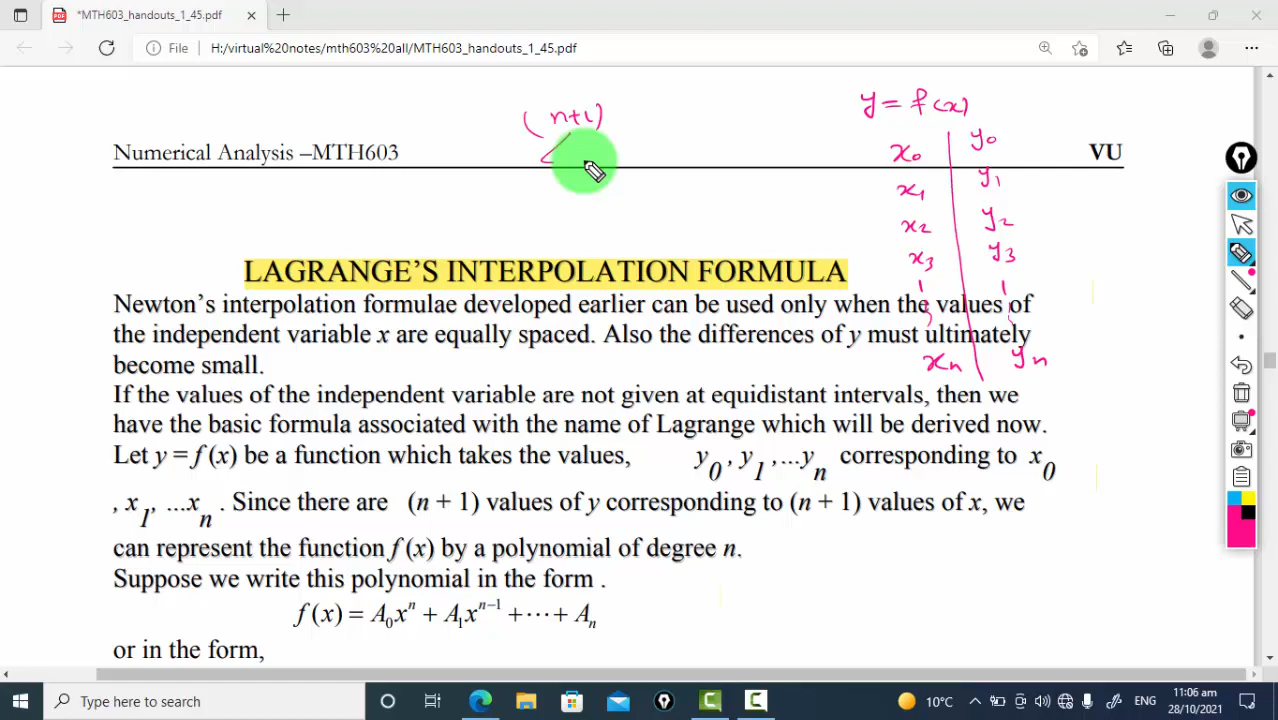 *MTH603_handouts_1_45.pdf
File H:/virtual%20notes/mth603%20all/MTH603_handouts_1_45.pdf
(n+1)
y = f(x)
Numerical Analysis –MTH603
VU
x0 y0
x1 y1
x2 y2
x3 y3
xn yn
LAGRANGE’S INTERPOLATION FORMULA
Newton’s interpolation formulae developed earlier can be used only when the values of
the independent variable x are equally spaced. Also the differences of y must ultimately
become small.
If the values of the independent variable are not given at equidistant intervals, then we
have the basic formula associated with the name of Lagrange which will be derived now.
Let y = f (x) be a function which takes the values, y0 , y1 ,...yn corresponding to x0
, x1, ...xn . Since there are (n + 1) values of y corresponding to (n + 1) values of x, we
can represent the function f (x) by a polynomial of degree n.
Suppose we write this polynomial in the form .
f (x) = A₀xⁿ + A₁xⁿ⁻¹ + ⋯ + Aₙ
or in the form,
Type here to search
10°C
ENG
11:06 am
28/10/2021